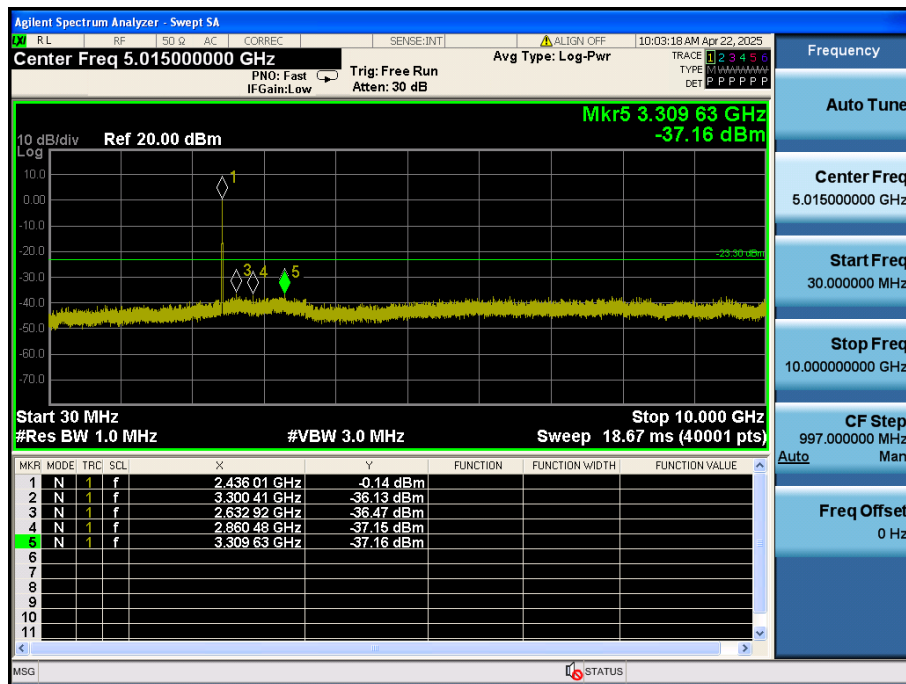 Agilent Spectrum Analyzer - Swept SA
LXI RL RF 50 Ω AC CORREC SENSE:INT ALIGN OFF 10:03:18 AM Apr 22, 2025
Center Freq 5.015000000 GHz
PNO: Fast
IFGain:Low
Trig: Free Run
Atten: 30 dB
Avg Type: Log-Pwr
TRACE 1 2 3 4 5 6
TYPE M W W W W W
DET P P P P P P
Mkr5 3.309 63 GHz
-37.16 dBm
10 dB/div Ref 20.00 dBm
Log
10.0
0.00
-10.0
-20.0
-30.0
-40.0
-50.0
-60.0
-70.0
1
3 4 5
-23.30 dBm
Start 30 MHz Stop 10.000 GHz
#Res BW 1.0 MHz #VBW 3.0 MHz Sweep 18.67 ms (40001 pts)
MKR MODE TRC SCL X Y FUNCTION FUNCTION WIDTH FUNCTION VALUE
1 N 1 f 2.436 01 GHz -0.14 dBm
2 N 1 f 3.300 41 GHz -36.13 dBm
3 N 1 f 2.632 92 GHz -36.47 dBm
4 N 1 f 2.860 48 GHz -37.15 dBm
5 N 1 f 3.309 63 GHz -37.16 dBm
6
7
8
9
10
11
MSG STATUS
Frequency
Auto Tune
Center Freq
5.015000000 GHz
Start Freq
30.000000 MHz
Stop Freq
10.000000000 GHz
CF Step
997.000000 MHz
Auto Man
Freq Offset
0 Hz